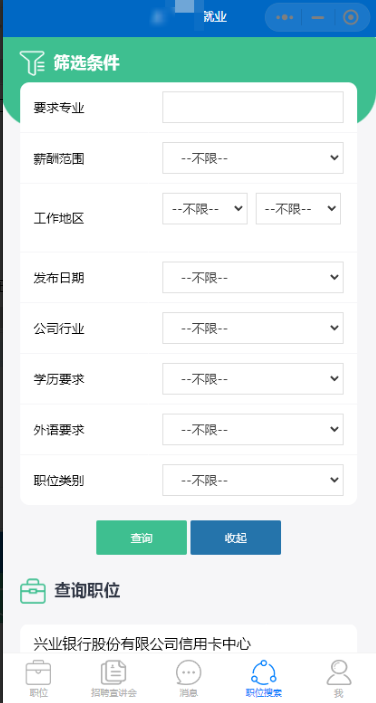 就业
筛选条件
要求专业
薪酬范围 --不限--
工作地区 --不限-- --不限--
发布日期 --不限--
公司行业 --不限--
学历要求 --不限--
外语要求 --不限--
职位类别 --不限--
查询 收起
查询职位
兴业银行股份有限公司信用卡中心
职位 招聘宣讲会 消息 职位搜索 我